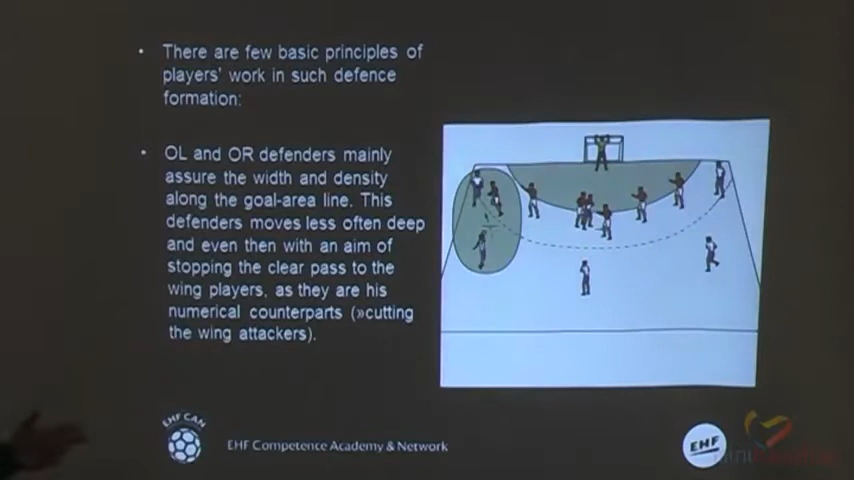 • There are few basic principles of
players' work in such defence
formation:
• OL and OR defenders mainly
assure the width and density
along the goal-area line. This
defenders moves less often deep
and even then with an aim of
stopping the clear pass to the
wing players, as they are his
numerical counterparts (»cutting
the wing attackers).
EHF CAN
EHF Competence Academy & Network
EHF